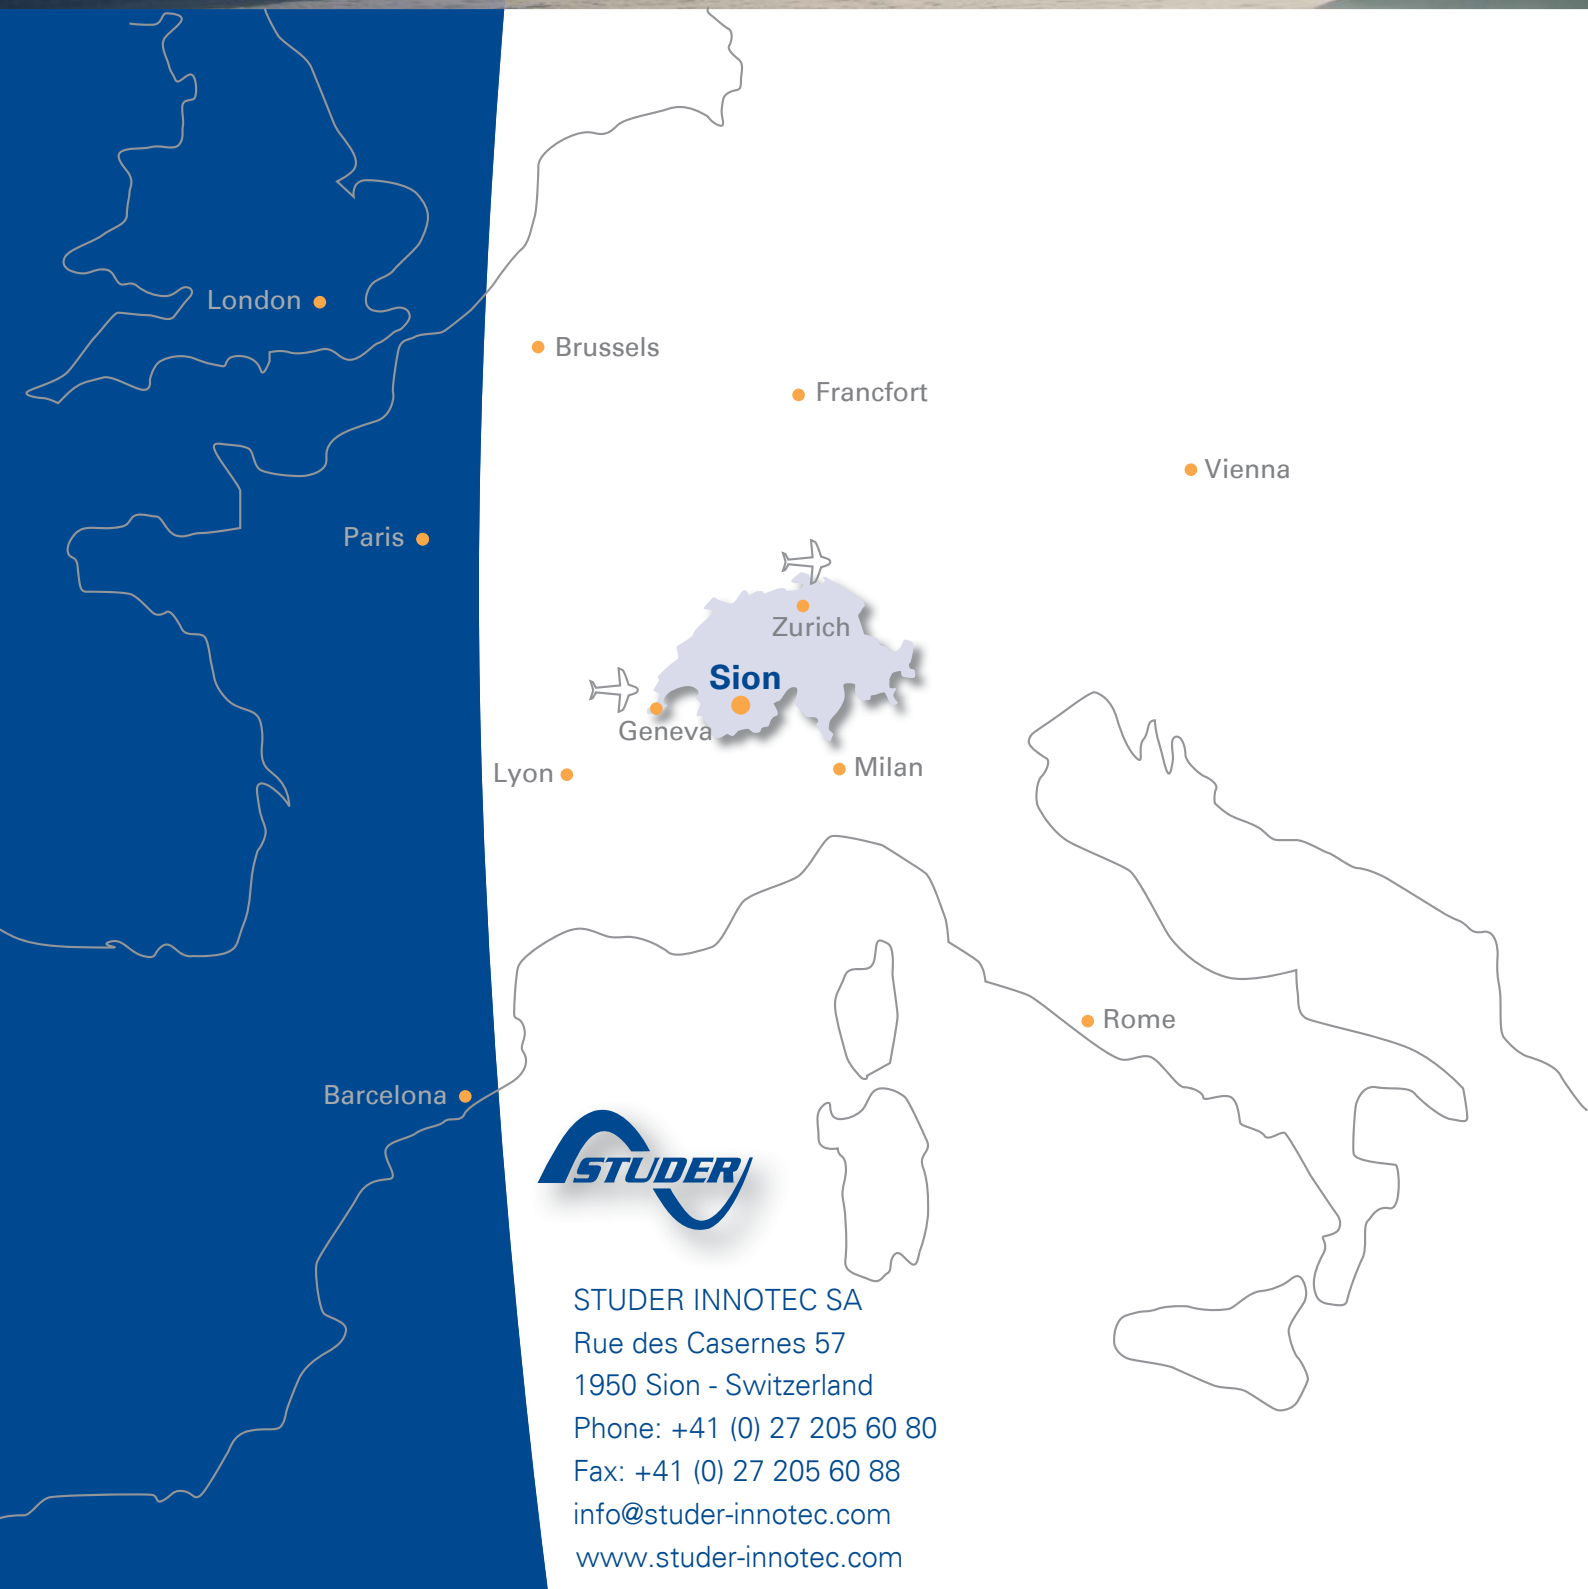 London
Brussels
Francfort
Vienna
Paris
Zurich
Sion
Geneva
Lyon
Milan
Rome
Barcelona
STUDER
STUDER INNOTEC SA
Rue des Casernes 57
1950 Sion - Switzerland
Phone: +41 (0) 27 205 60 80
Fax: +41 (0) 27 205 60 88
info@studer-innotec.com
www.studer-innotec.com